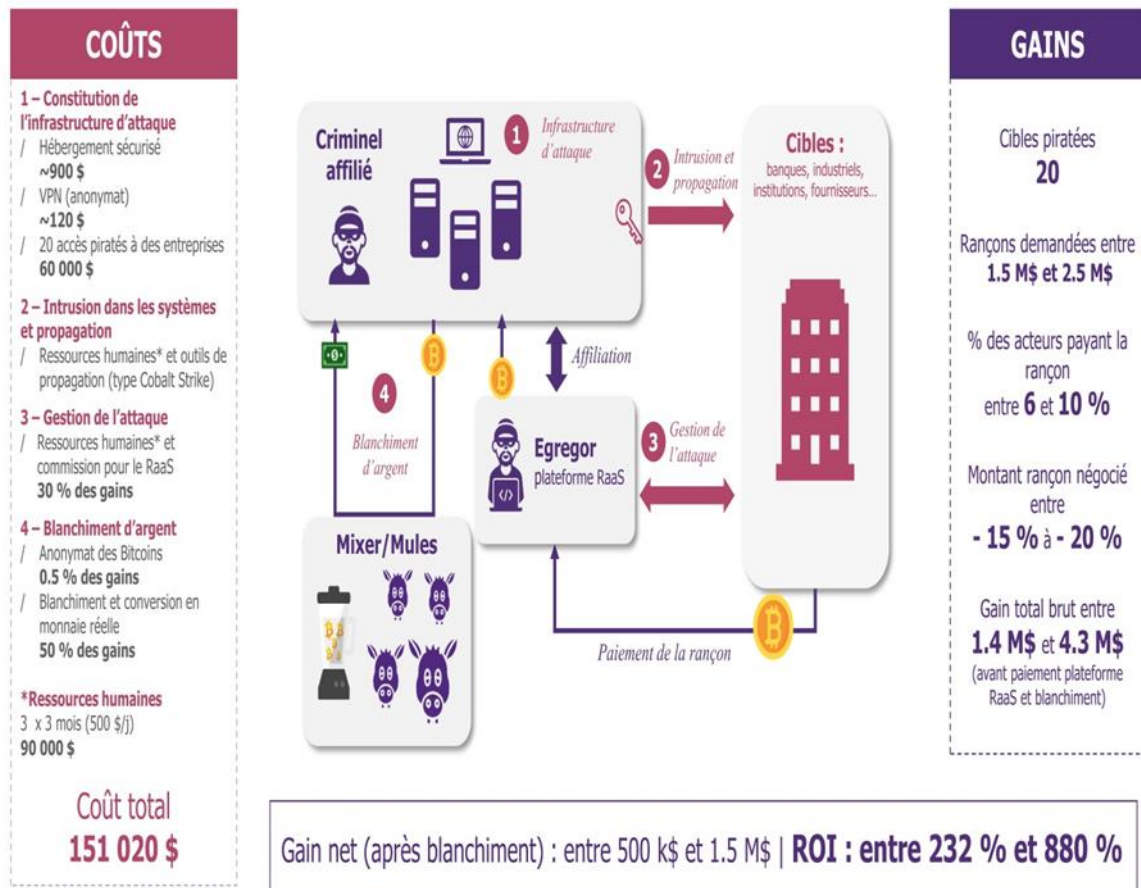 COÛTS
1 – Constitution de
l'infrastructure d'attaque
/ Hébergement sécurisé
~900 $
/ VPN (anonymat)
~120 $
/ 20 accès piratés à des entreprises
60 000 $
2 – Intrusion dans les systèmes
et propagation
/ Ressources humaines* et outils de
propagation (type Cobalt Strike)
3 – Gestion de l'attaque
/ Ressources humaines* et
commission pour le RaaS
30 % des gains
4 – Blanchiment d'argent
/ Anonymat des Bitcoins
0.5 % des gains
/ Blanchiment et conversion en
monnaie réelle
50 % des gains
*Ressources humaines
3 x 3 mois (500 $/j)
90 000 $
Coût total
151 020 $
Criminel
affilié
1
Infrastructure
d'attaque
2
Intrusion et
propagation
Cibles :
banques, industriels,
institutions, fournisseurs...
Affiliation
4
Blanchiment
d'argent
Egregor
plateforme RaaS
3
Gestion de
l'attaque
Mixer/Mules
Paiement de la rançon
GAINS
Cibles piratées
20
Rançons demandées entre
1.5 M$ et 2.5 M$
% des acteurs payant la
rançon
entre 6 et 10 %
Montant rançon négocié
entre
- 15 % à - 20 %
Gain total brut entre
1.4 M$ et 4.3 M$
(avant paiement plateforme
RaaS et blanchiment)
Gain net (après blanchiment) : entre 500 k$ et 1.5 M$ | ROI : entre 232 % et 880 %